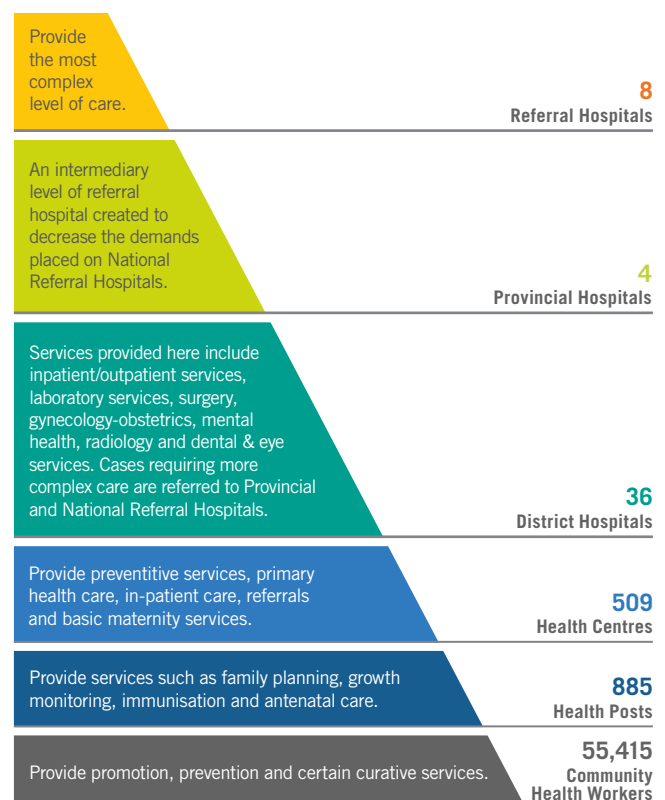 Provide
the most
complex
level of care.
8
Referral Hospitals
An intermediary
level of referral
hospital created to
decrease the demands
placed on National
Referral Hospitals.
4
Provincial Hospitals
Services provided here include
inpatient/outpatient services,
laboratory services, surgery,
gynecology-obstetrics, mental
health, radiology and dental & eye
services. Cases requiring more
complex care are referred to Provincial
and National Referral Hospitals.
36
District Hospitals
Provide preventitive services, primary
health care, in-patient care, referrals
and basic maternity services.
509
Health Centres
Provide services such as family planning, growth
monitoring, immunisation and antenatal care.
885
Health Posts
Provide promotion, prevention and certain curative services.
55,415
Community
Health Workers